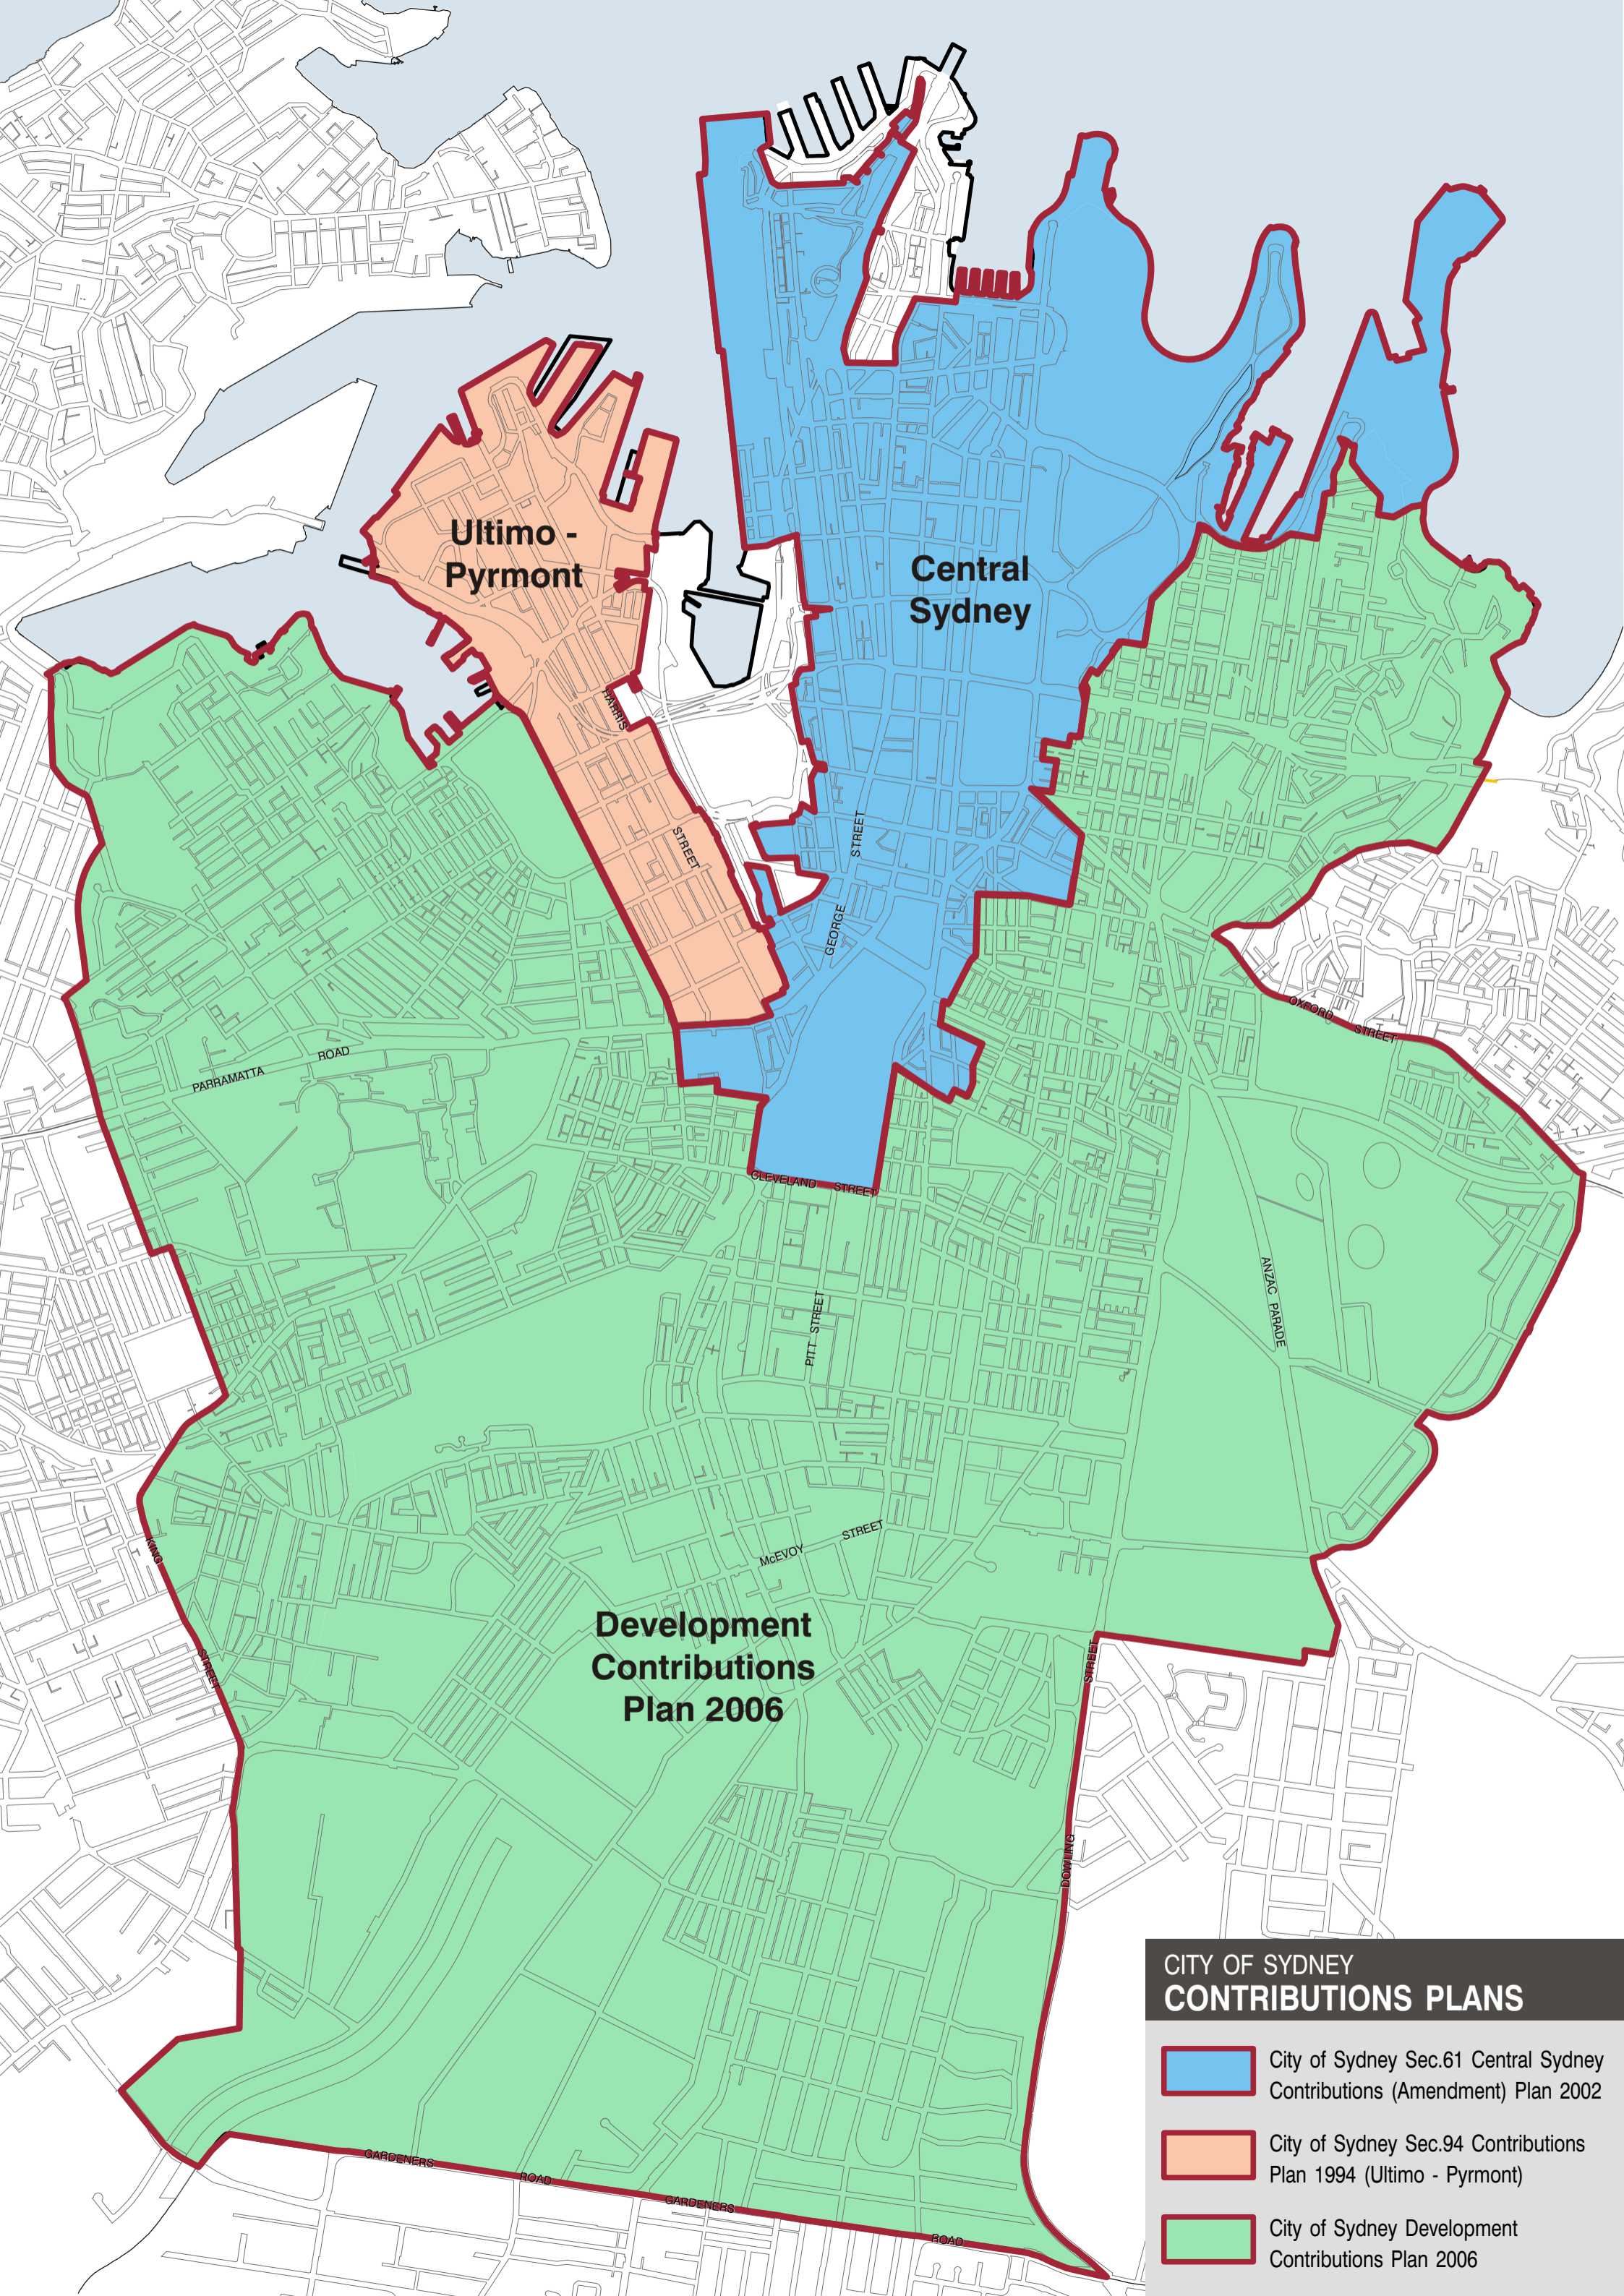 Ultimo -
Pyrmont
Central
Sydney
HARRIS
STREET
STREET
GEORGE
OXFORD STREET
PARRAMATTA ROAD
CLEVELAND STREET
ANZAC PARADE
PITT STREET
McEVOY STREET
KING
STREET
Development
Contributions
Plan 2006
STREET
DOWLING
GARDENERS ROAD
GARDENERS
ROAD
CITY OF SYDNEY
CONTRIBUTIONS PLANS
City of Sydney Sec.61 Central Sydney
Contributions (Amendment) Plan 2002
City of Sydney Sec.94 Contributions
Plan 1994 (Ultimo - Pyrmont)
City of Sydney Development
Contributions Plan 2006